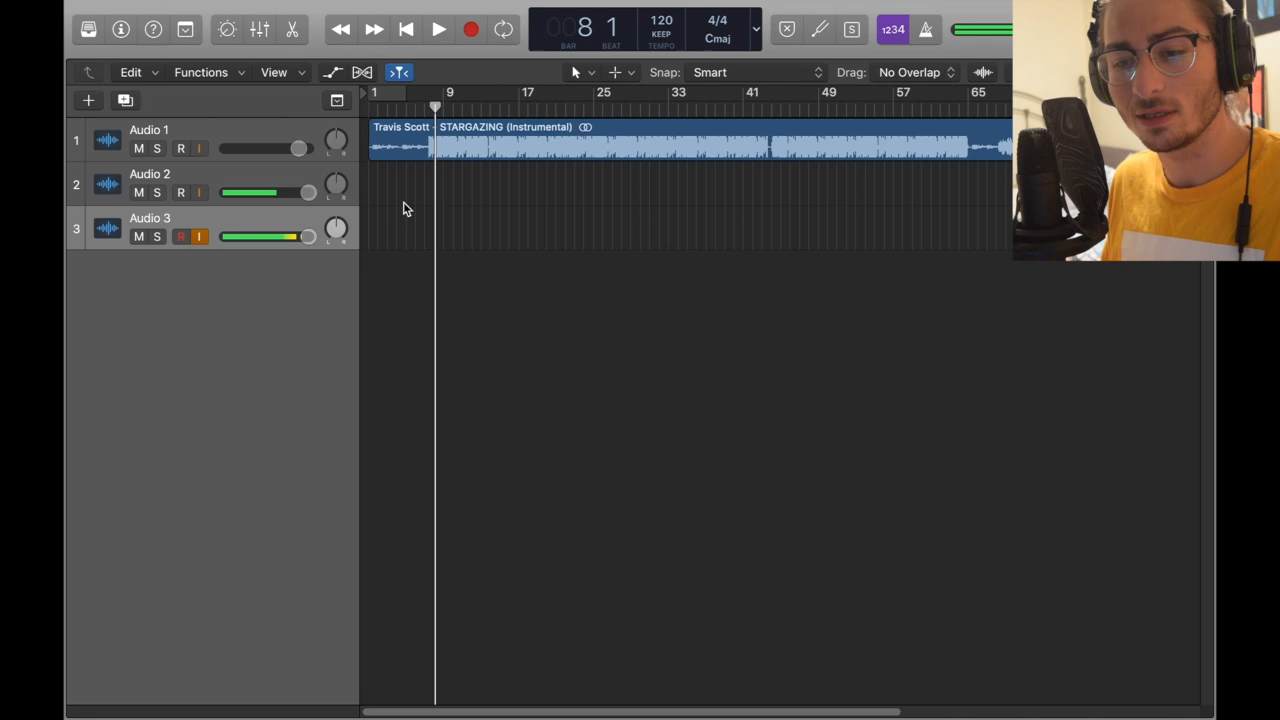 8 1
BAR BEAT
120
KEEP
TEMPO
4/4
Cmaj
S
1234
Edit Functions View
Snap: Smart
Drag: No Overlap
1 9 17 25 33 41 49 57 65
Travis Scott - STARGAZING (Instrumental)
1 Audio 1
M S R I
L R
2 Audio 2
M S R I
L R
3 Audio 3
M S R I
L R